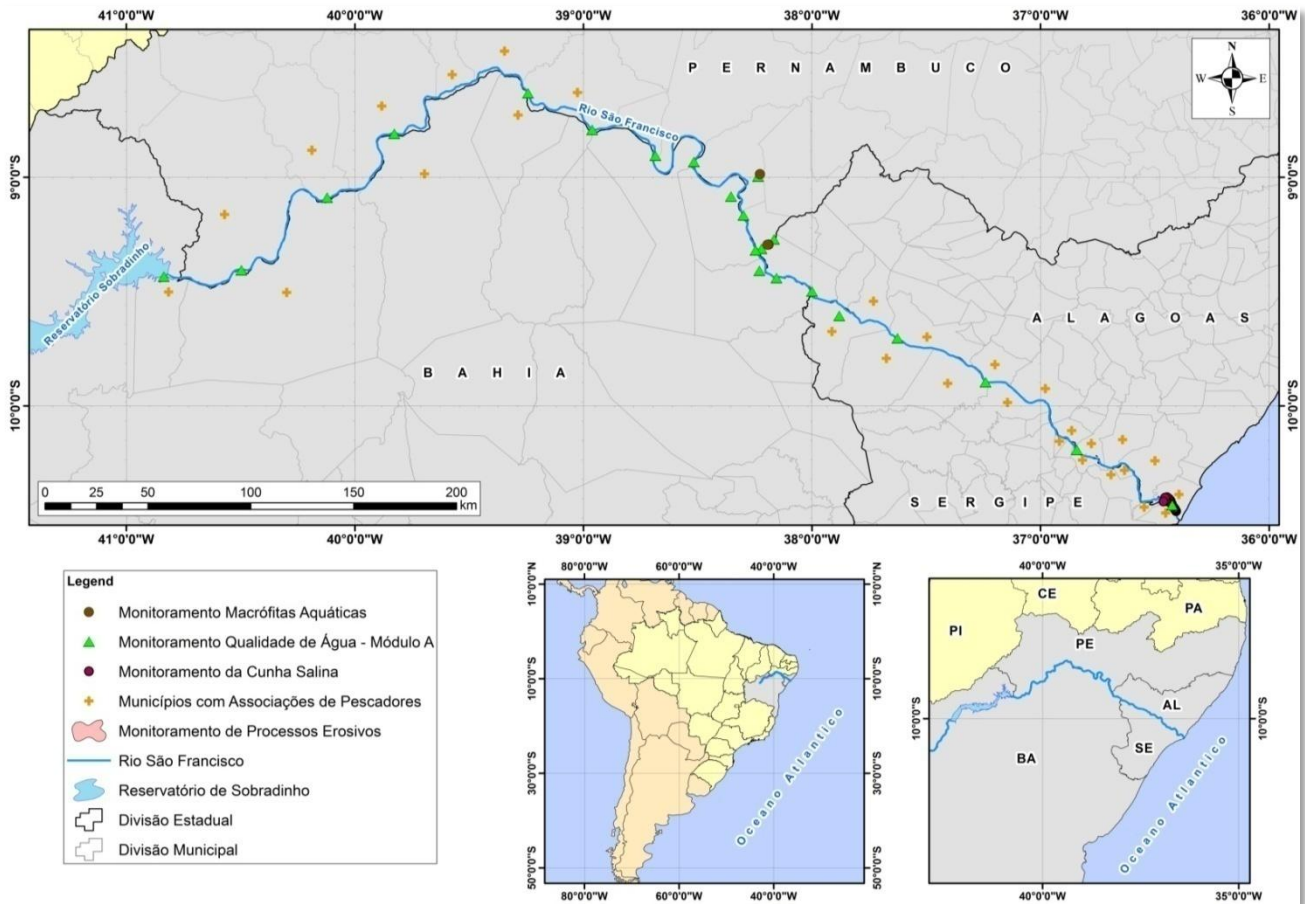 41°0'0"W 40°0'0"W 39°0'0"W 38°0'0"W 37°0'0"W 36°0'0"W
P E R N A M B U C O
N
W E
S
Rio São Francisco
9°0'0"S 9°0'0"S
Reservatório Sobradinho
A L A G O A S
B A H I A
10°0'0"S 10°0'0"S
S E R G I P E
0 25 50 100 150 200
km
41°0'0"W 40°0'0"W 39°0'0"W 38°0'0"W 37°0'0"W 36°0'0"W
Legend
Monitoramento Macrófitas Aquáticas
Monitoramento Qualidade de Água - Módulo A
Monitoramento da Cunha Salina
Municípios com Associações de Pescadores
Monitoramento de Processos Erosivos
Rio São Francisco
Reservatório de Sobradinho
Divisão Estadual
Divisão Municipal
80°0'0"W 60°0'0"W 40°0'0"W
10°0'0"N 10°0'0"N
10°0'0"S 10°0'0"S
30°0'0"S 30°0'0"S
50°0'0"S 50°0'0"S
Oceano Atlantico
80°0'0"W 60°0'0"W 40°0'0"W
40°0'0"W 35°0'0"W
CE
PA
PI
PE
AL
10°0'0"S 10°0'0"S
SE
BA
Oceano Atlantico
40°0'0"W 35°0'0"W